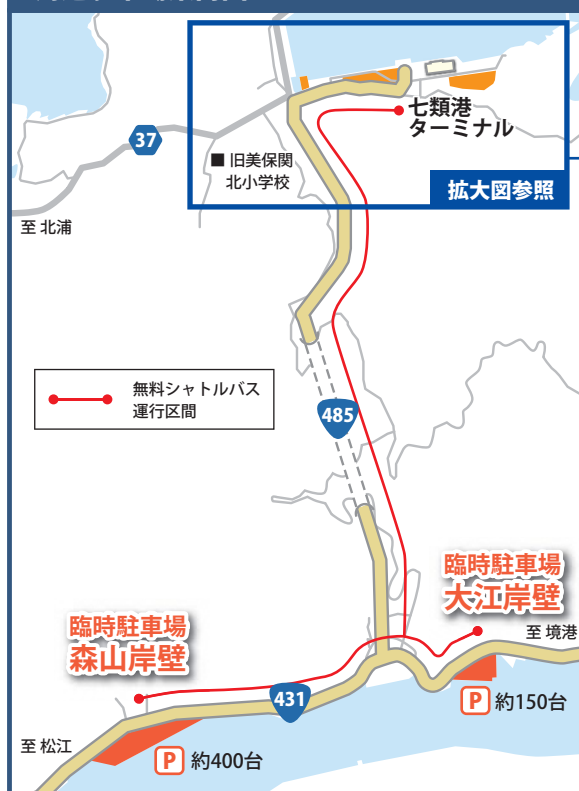 七類港
ターミナル
37
■ 旧美保関
北小学校
拡大図参照
至 北浦
無料シャトルバス
運行区間
485
臨時駐車場
大江岸壁
至 境港
臨時駐車場
森山岸壁
431
P 約150台
至 松江
P 約400台